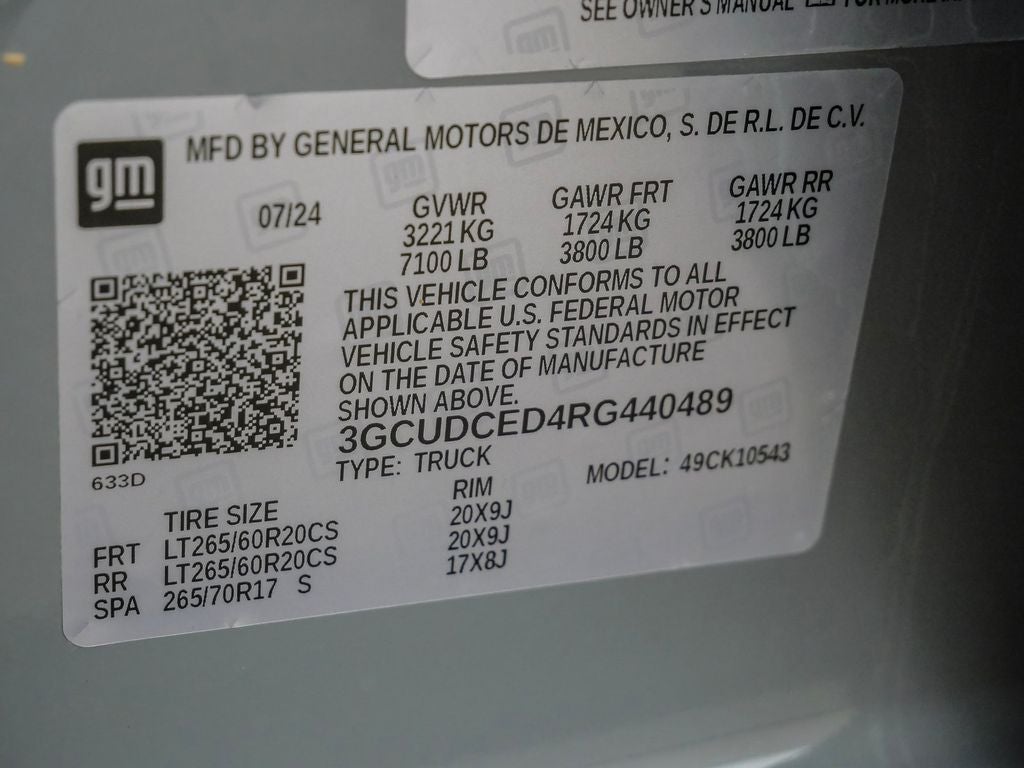 SEE OWNER'S MANUAL
gm
MFD BY GENERAL MOTORS DE MEXICO, S. DE R.L. DE C.V.
07/24 GVWR GAWR FRT GAWR RR
3221 KG 1724 KG 1724 KG
7100 LB 3800 LB 3800 LB
THIS VEHICLE CONFORMS TO ALL
APPLICABLE U.S. FEDERAL MOTOR
VEHICLE SAFETY STANDARDS IN EFFECT
ON THE DATE OF MANUFACTURE
SHOWN ABOVE.
3GCUDCED4RG440489
633D
TYPE: TRUCK MODEL: 49CK10543
TIRE SIZE RIM
FRT LT265/60R20CS 20X9J
RR LT265/60R20CS 20X9J
SPA 265/70R17 S 17X8J